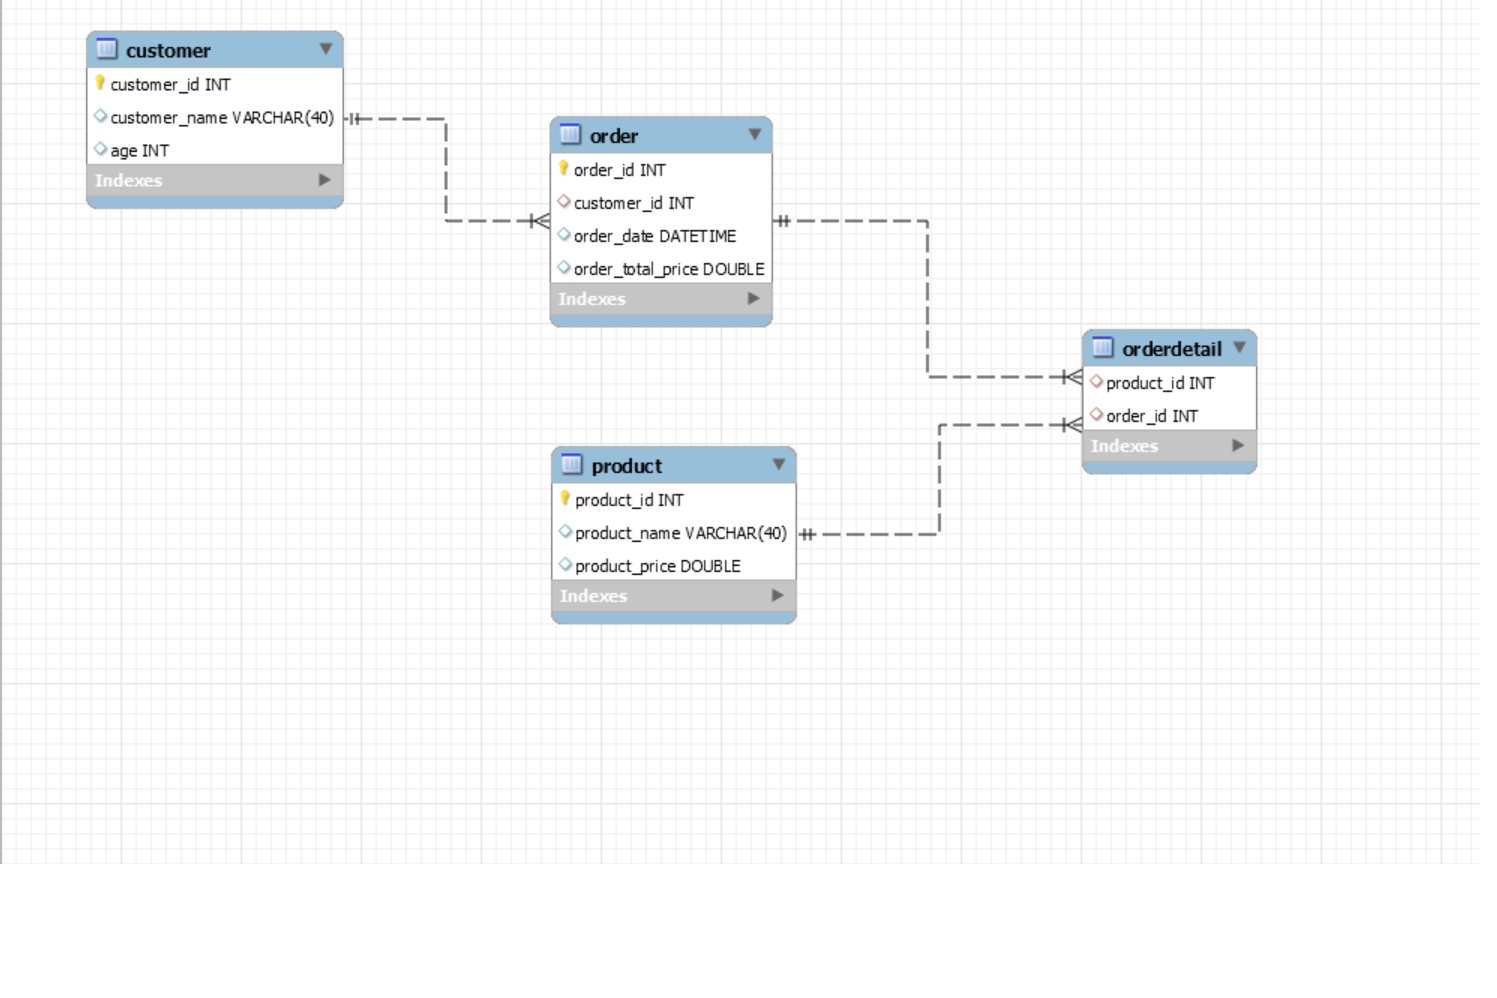 customer
customer_id INT
customer_name VARCHAR(40)
age INT
Indexes
order
order_id INT
customer_id INT
order_date DATETIME
order_total_price DOUBLE
Indexes
orderdetail
product_id INT
order_id INT
Indexes
product
product_id INT
product_name VARCHAR(40)
product_price DOUBLE
Indexes